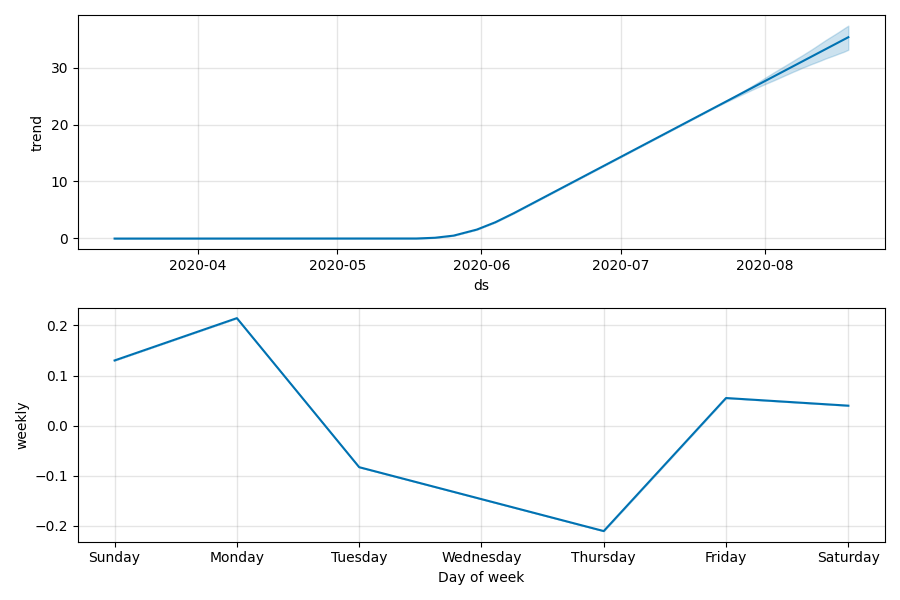 30
20
10
0
trend
2020-04 2020-05 2020-06 2020-07 2020-08
ds
0.2
0.1
0.0
−0.1
−0.2
weekly
Sunday Monday Tuesday Wednesday Thursday Friday Saturday
Day of week